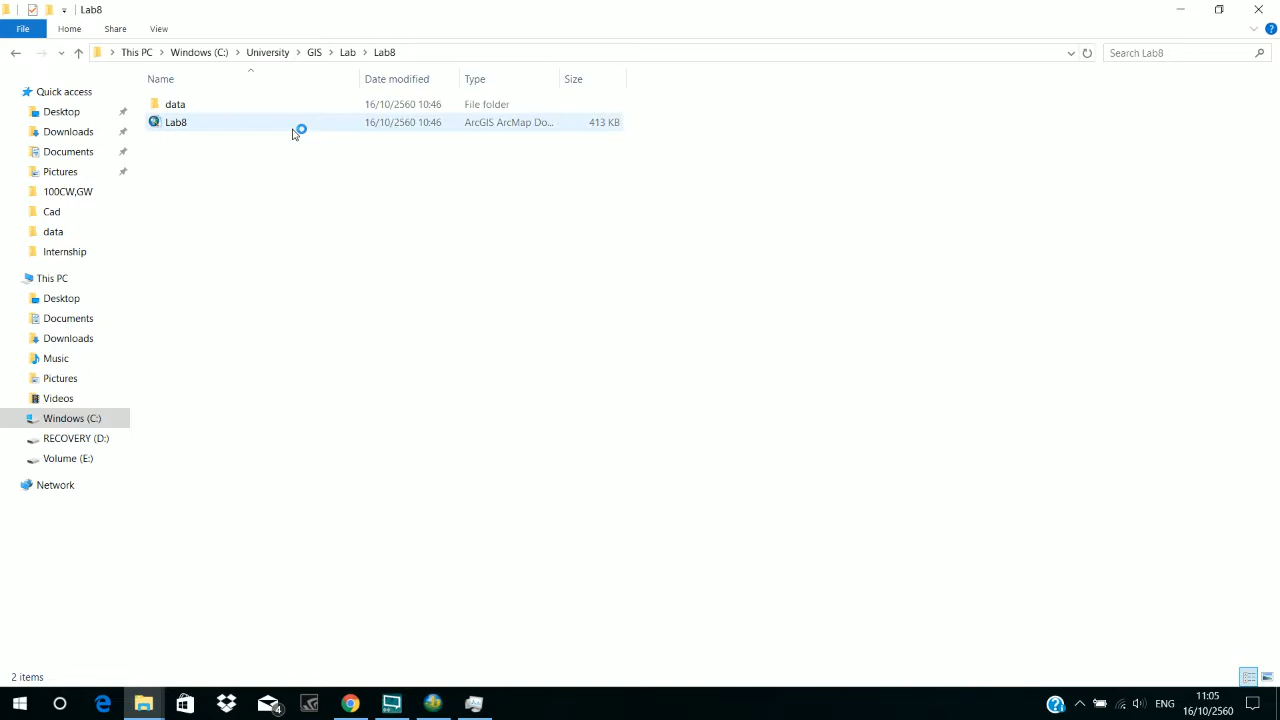 Lab8
File Home Share View
This PC Windows (C:) University GIS Lab Lab8 Search Lab8
Name Date modified Type Size
data 16/10/2560 10:46 File folder
Lab8 16/10/2560 10:46 ArcGIS ArcMap Do... 413 KB
Quick access
Desktop
Downloads
Documents
Pictures
100CW,GW
Cad
data
Internship
This PC
Desktop
Documents
Downloads
Music
Pictures
Videos
Windows (C:)
RECOVERY (D:)
Volume (E:)
Network
2 items
4
ENG
11:05
16/10/2560